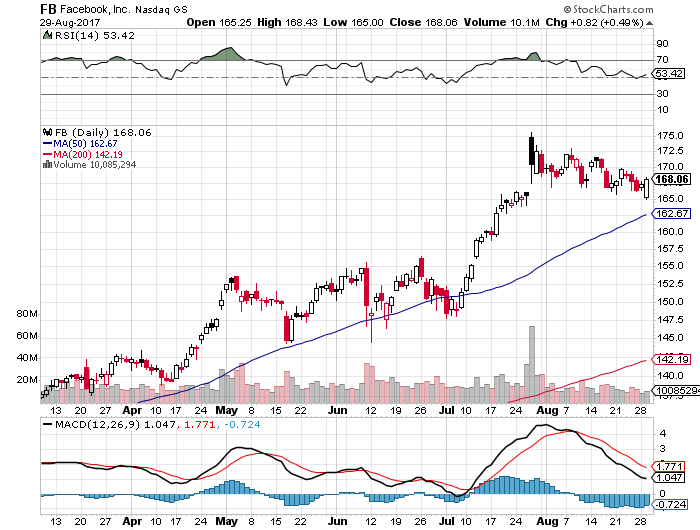 FB Facebook, Inc. Nasdaq GS © StockCharts.com
29-Aug-2017 Open 165.25 High 168.43 Low 165.00 Close 168.06 Volume 10.1M Chg +0.82 (+0.49%)
RSI(14) 53.42
90
70
53.42
50
30
10
FB (Daily) 168.06
MA(50) 162.67
MA(200) 142.19
Volume 10,085,294
175.0
172.5
170.0
168.06
165.0
162.67
160.0
157.5
155.0
152.5
150.0
147.5
145.0
142.19
10085294
80M
60M
40M
20M
13 20 27 Apr 10 17 24 May 8 15 22 Jun 12 19 26 Jul 10 17 24 Aug 7 14 21 28
MACD(12,26,9) 1.047, 1.771, -0.724
4
3
1.771
1.047
0
-0.724
13 20 27 Apr 10 17 24 May 8 15 22 Jun 12 19 26 Jul 10 17 24 Aug 7 14 21 28